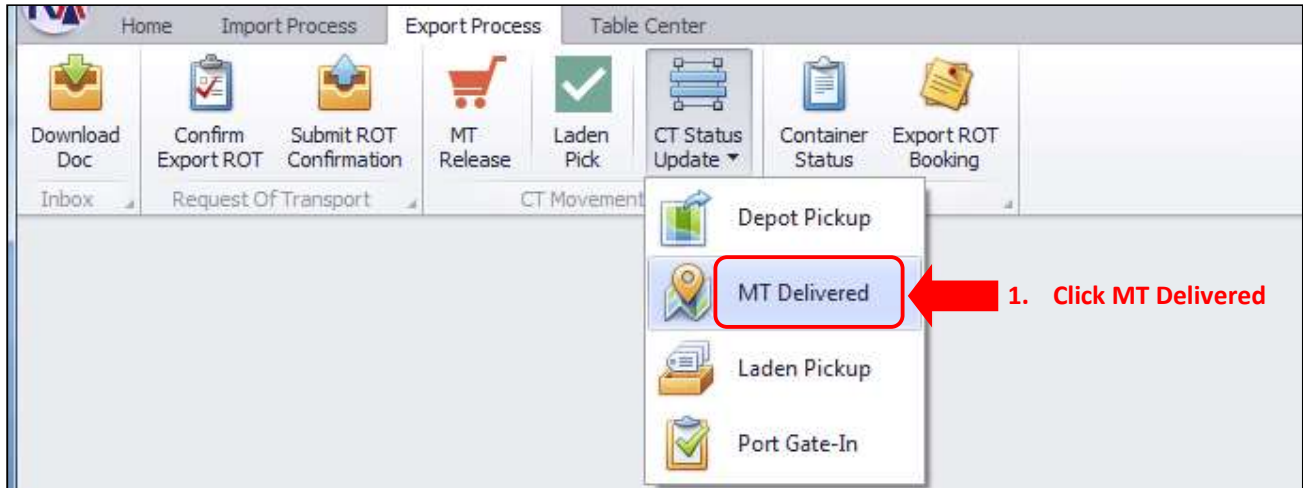 Home Import Process Export Process Table Center
Download Doc
Confirm Export ROT
Submit ROT Confirmation
MT Release
Laden Pick
CT Status Update
Container Status
Export ROT Booking
Inbox
Request Of Transport
CT Movement
Depot Pickup
MT Delivered
1. Click MT Delivered
Laden Pickup
Port Gate-In